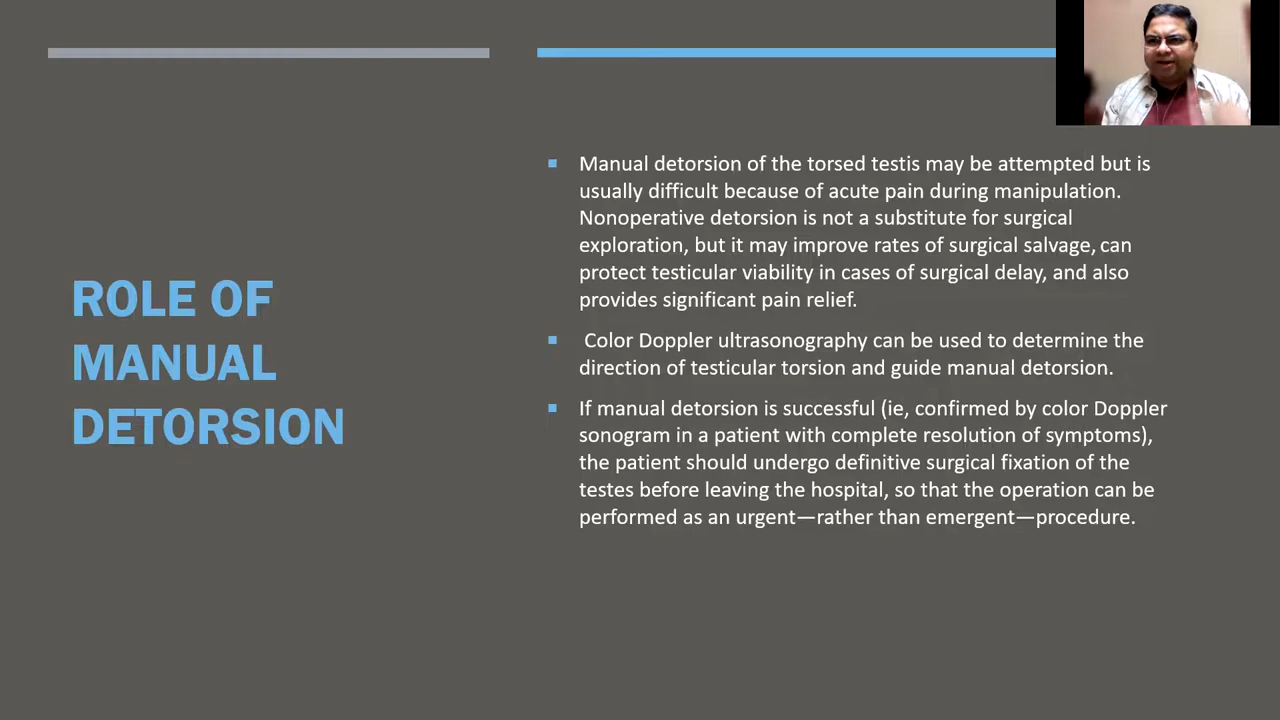 ROLE OF
MANUAL
DETORSION
Manual detorsion of the torsed testis may be attempted but is
usually difficult because of acute pain during manipulation.
Nonoperative detorsion is not a substitute for surgical
exploration, but it may improve rates of surgical salvage, can
protect testicular viability in cases of surgical delay, and also
provides significant pain relief.
Color Doppler ultrasonography can be used to determine the
direction of testicular torsion and guide manual detorsion.
If manual detorsion is successful (ie, confirmed by color Doppler
sonogram in a patient with complete resolution of symptoms),
the patient should undergo definitive surgical fixation of the
testes before leaving the hospital, so that the operation can be
performed as an urgent—rather than emergent—procedure.